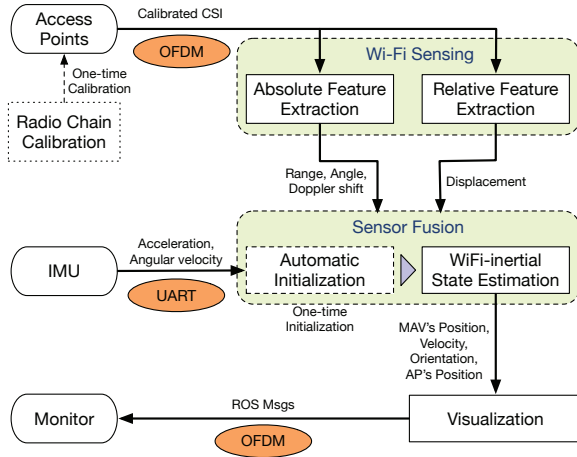 Access
Points
Calibrated CSI
OFDM
Wi-Fi Sensing
One-time
Calibration
Absolute Feature
Extraction
Relative Feature
Extraction
Radio Chain
Calibration
Range, Angle,
Doppler shift
Displacement
Sensor Fusion
IMU
Acceleration,
Angular velocity
UART
Automatic
Initialization
WiFi-inertial
State Estimation
One-time
Initialization
MAV's Position,
Velocity,
Orientation,
AP's Position
Monitor
ROS Msgs
OFDM
Visualization